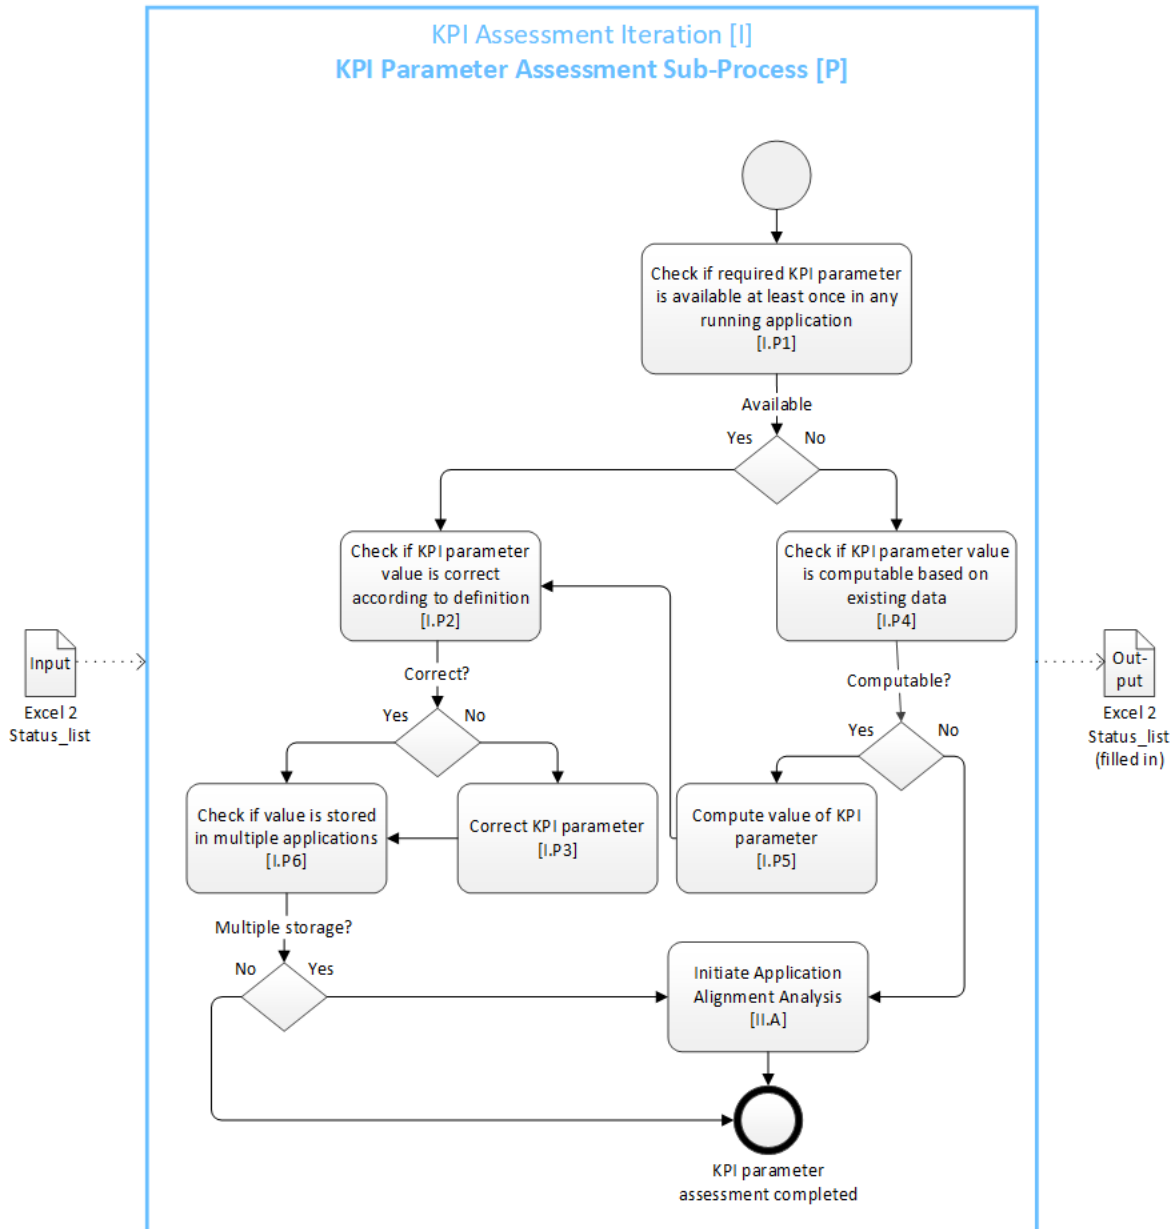 KPI Assessment Iteration [I]
KPI Parameter Assessment Sub-Process [P]
Check if required KPI parameter
is available at least once in any
running application
[I.P1]
Available
Yes
No
Check if KPI parameter
value is correct
according to definition
[I.P2]
Check if KPI parameter value
is computable based on
existing data
[I.P4]
Input
Excel 2
Status_list
Out-
put
Excel 2
Status_list
(filled in)
Correct?
Yes
No
Computable?
Yes
No
Check if value is stored
in multiple applications
[I.P6]
Correct KPI parameter
[I.P3]
Compute value of KPI
parameter
[I.P5]
Multiple storage?
No
Yes
Initiate Application
Alignment Analysis
[II.A]
KPI parameter
assessment completed